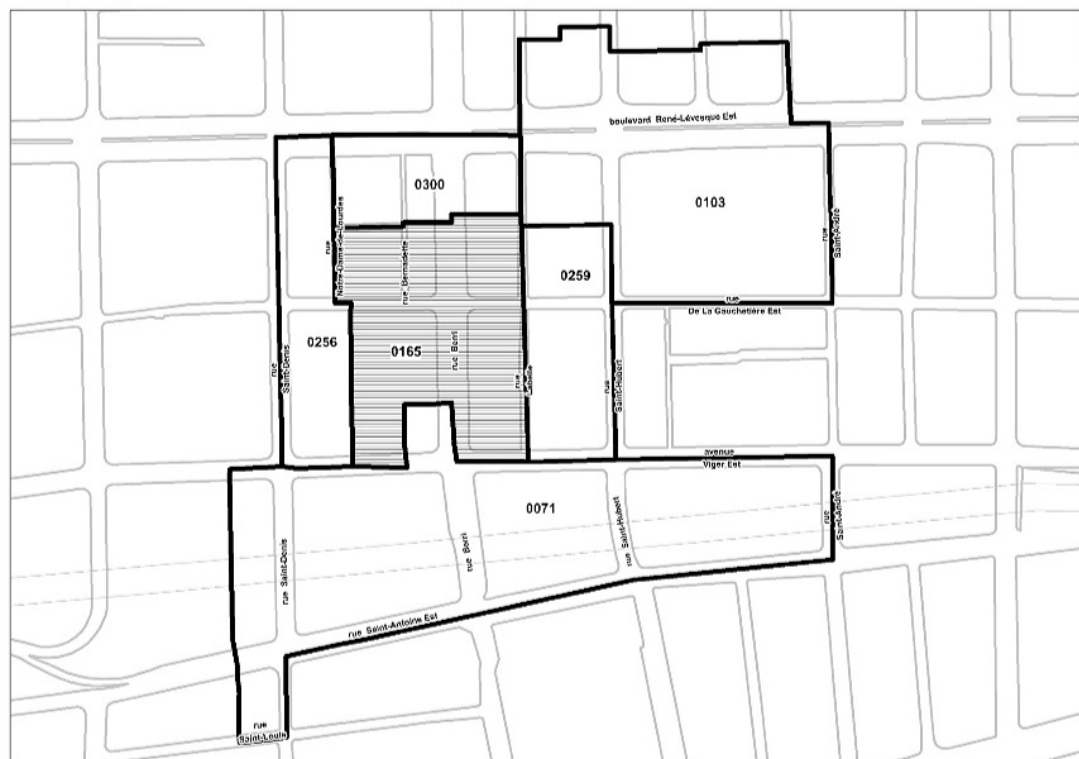 boulevard René-Lévesque Est
0300
0103
rue
Notre-Dame-de-Lourdes
rue Bernadette
rue
Saint-André
0259
rue
De La Gauchetière Est
0256
0165
rue Berri
rue
Saint-Denis
rue
Labelle
rue
Saint-Hubert
avenue
Viger Est
0071
rue
Saint-André
rue Saint-Hubert
rue Berri
rue Saint-Denis
rue Saint-Antoine Est
rue
Saint-Louis